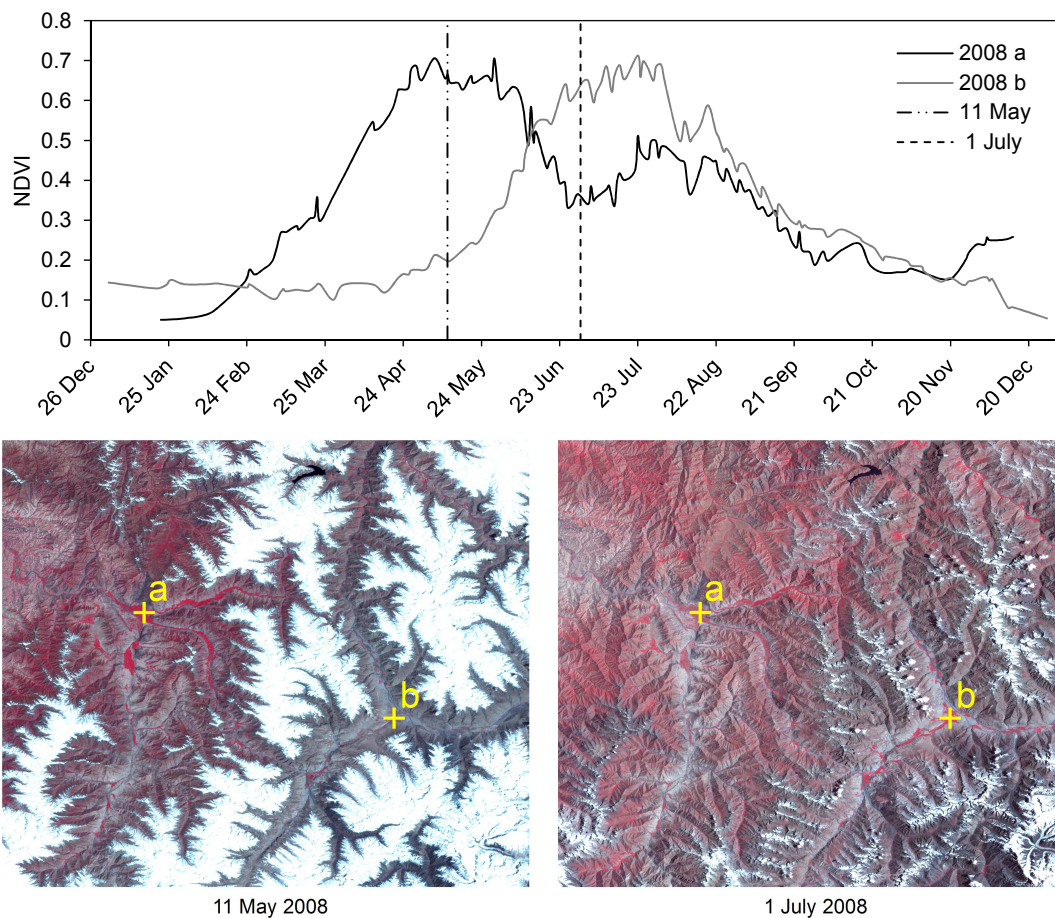 0.8
0.7
0.6
0.5
0.4
0.3
0.2
0.1
0
NDVI
2008 a
2008 b
11 May
1 July
26 Dec
25 Jan
24 Feb
25 Mar
24 Apr
24 May
23 Jun
23 Jul
22 Aug
21 Sep
21 Oct
20 Nov
20 Dec
a
b
a
b
11 May 2008
1 July 2008